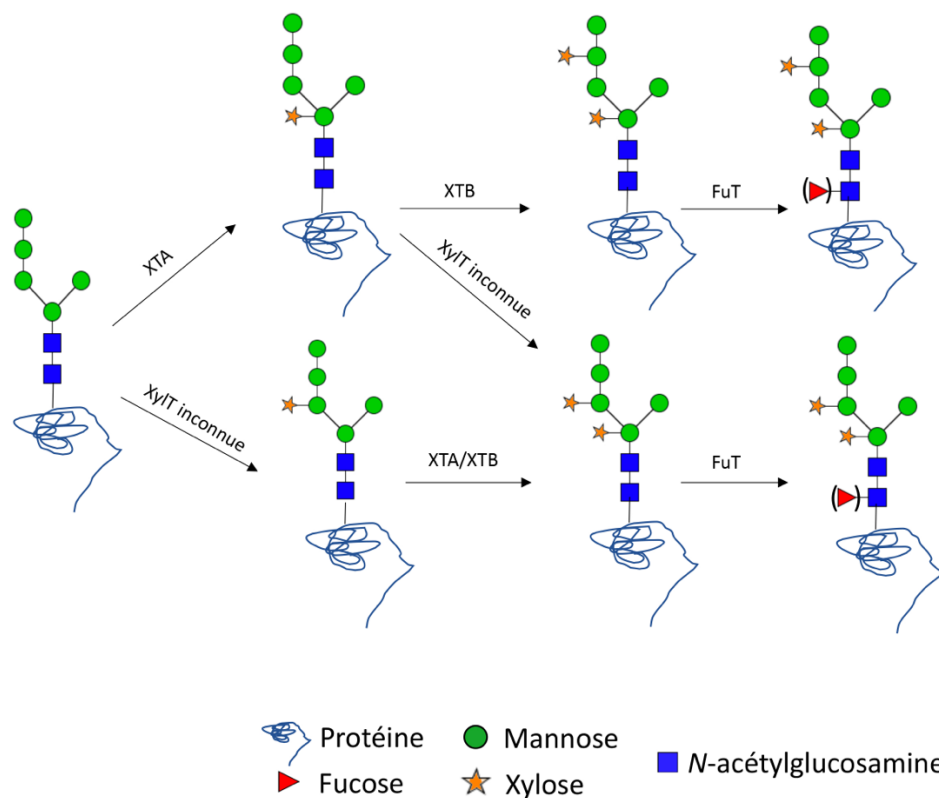 XTA
XTB
FuT
XylT inconnue
XylT inconnue
XTA/XTB
FuT
Protéine
Mannose
N-acétylglucosamine
Fucose
Xylose